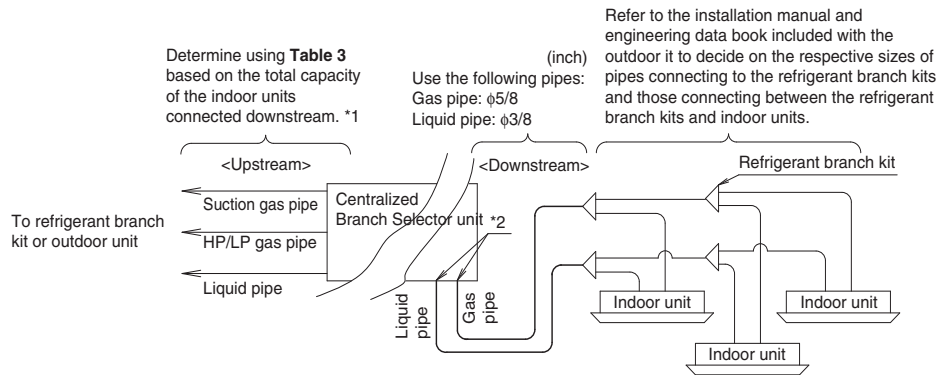 Determine using Table 3
based on the total capacity
of the indoor units
connected downstream. *1
(inch)
Use the following pipes:
Gas pipe: ϕ5/8
Liquid pipe: ϕ3/8
Refer to the installation manual and
engineering data book included with the
outdoor it to decide on the respective sizes of
pipes connecting to the refrigerant branch kits
and those connecting between the refrigerant
branch kits and indoor units.
<Upstream>
<Downstream>
Refrigerant branch kit
To refrigerant branch
kit or outdoor unit
Suction gas pipe
HP/LP gas pipe
Liquid pipe
Centralized
Branch Selector unit
*2
Liquid
pipe
Gas
pipe
Indoor unit
Indoor unit
Indoor unit